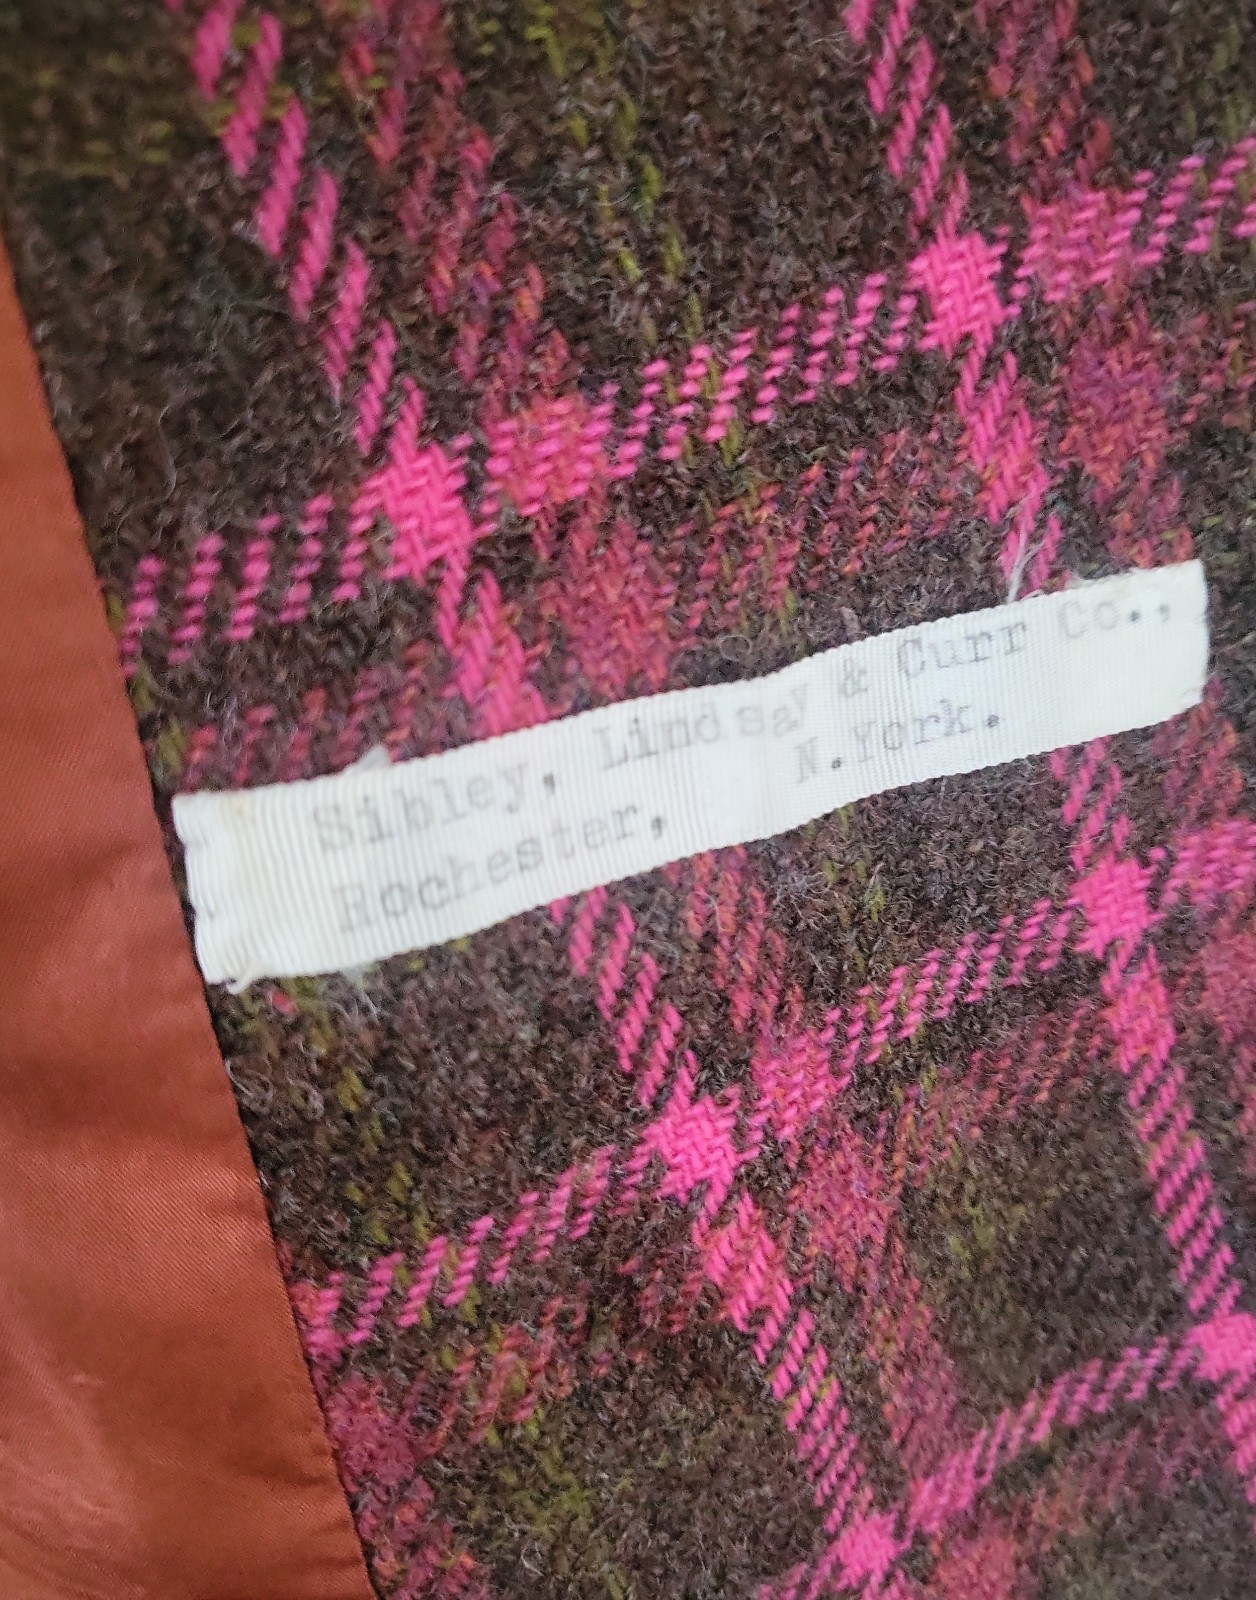 Sibley, Lindsay & Curr Co.,
Rochester, N.York.